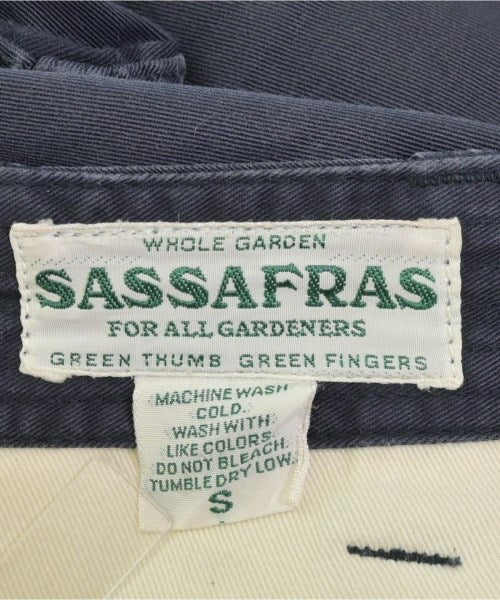 WHOLE GARDEN
SASSAFRAS
FOR ALL GARDENERS
GREEN THUMB GREEN FINGERS
MACHINE WASH
COLD.
WASH WITH
LIKE COLORS.
DO NOT BLEACH.
TUMBLE DRY LOW.
S